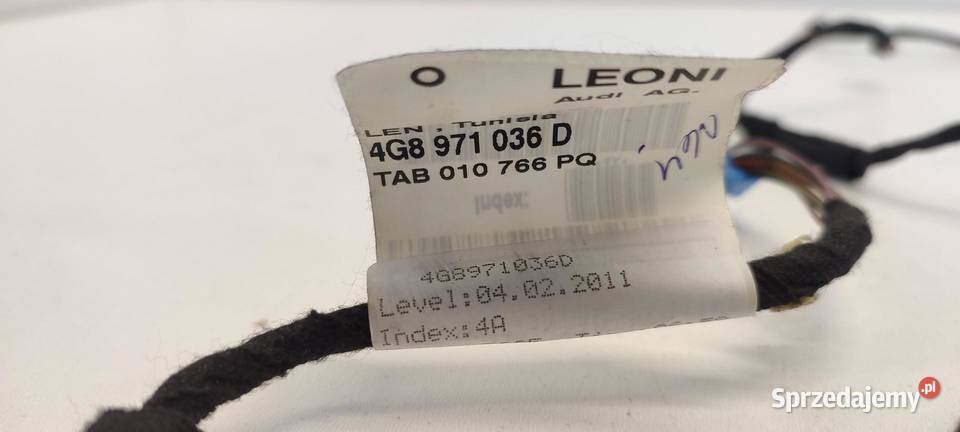 O LEONI
Audi AG.
LEN , Tunisia
4G8 971 036 D
TAB 010 766 PQ
Index:
4G8971036D
Level:04.02.2011
Index:4A
Sprzedajemy.pl